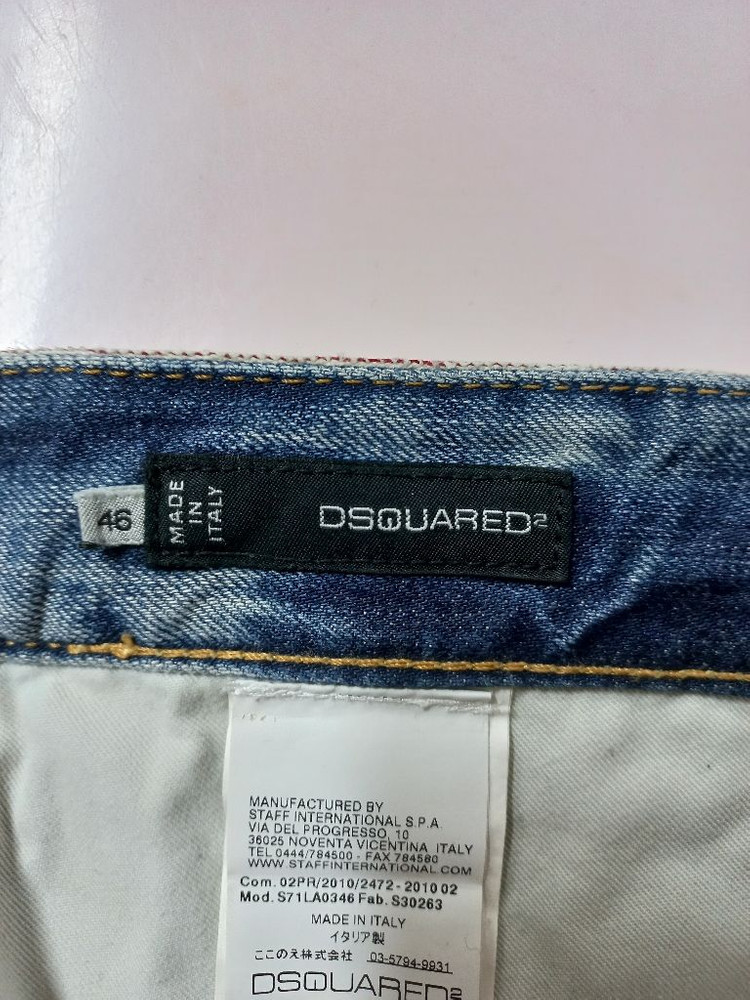 46
MADE
IN
ITALY
DSQUARED2
MANUFACTURED BY
STAFF INTERNATIONAL S.P.A.
VIA DEL PROGRESSO, 10
36025 NOVENTA VICENTINA ITALY
TEL 0444/784500 - FAX 784580
WWW.STAFFINTERNATIONAL.COM
Com. 02PR/2010/2472 - 2010 02
Mod. S71LA0346 Fab. S30263
MADE IN ITALY
イタリア製
ここのえ株式会社 03-5794-9931
DSQUARED2